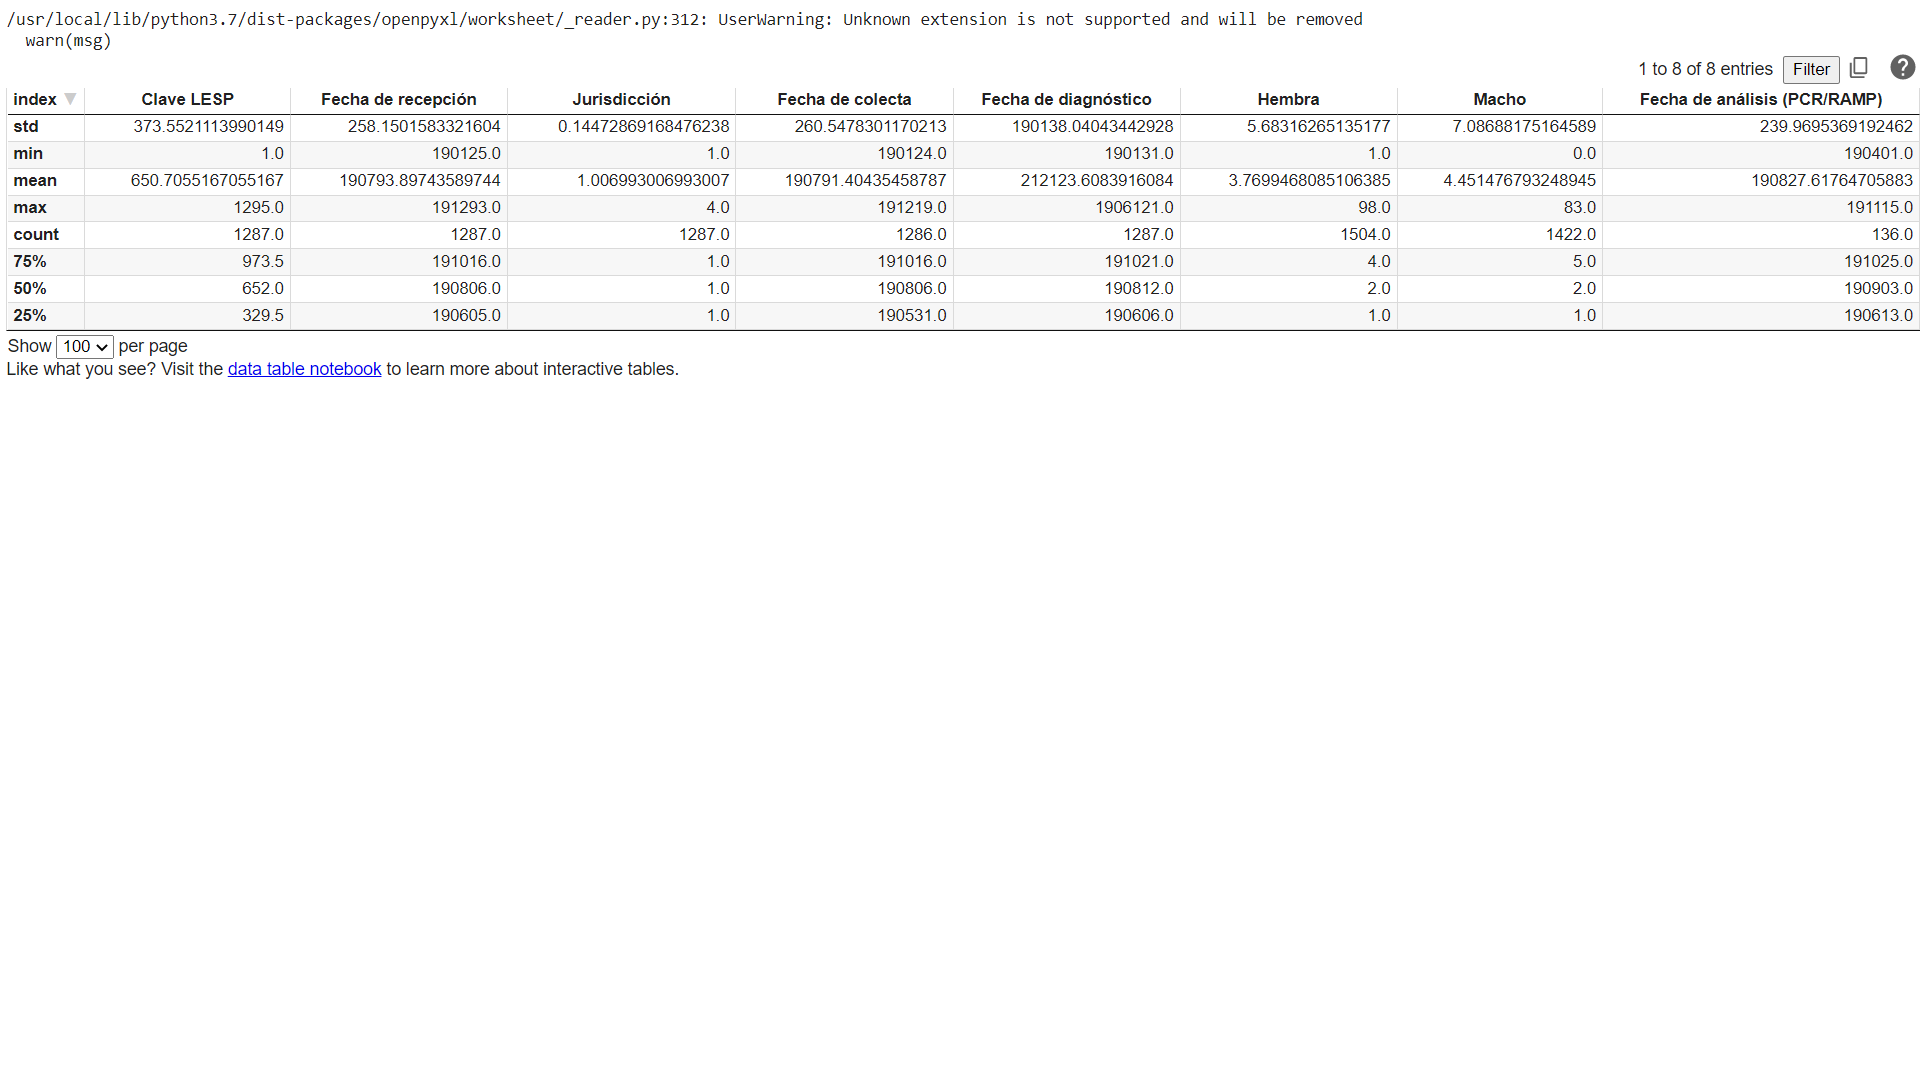 /usr/local/lib/python3.7/dist-packages/openpyxl/worksheet/_reader.py:312: UserWarning: Unknown extension is not supported and will be removed
warn(msg)
1 to 8 of 8 entries Filter
index Clave LESP Fecha de recepción Jurisdicción Fecha de colecta Fecha de diagnóstico Hembra Macho Fecha de análisis (PCR/RAMP)
std 373.5521113990149 258.1501583321604 0.14472869168476238 260.5478301170213 190138.04043442928 5.68316265135177 7.08688175164589 239.9695369192462
min 1.0 190125.0 1.0 190124.0 190131.0 1.0 0.0 190401.0
mean 650.7055167055167 190793.89743589744 1.006993006993007 190791.40435458787 212123.6083916084 3.7699468085106385 4.451476793248945 190827.61764705883
max 1295.0 191293.0 4.0 191219.0 1906121.0 98.0 83.0 191115.0
count 1287.0 1287.0 1287.0 1286.0 1287.0 1504.0 1422.0 136.0
75% 973.5 191016.0 1.0 191016.0 191021.0 4.0 5.0 191025.0
50% 652.0 190806.0 1.0 190806.0 190812.0 2.0 2.0 190903.0
25% 329.5 190605.0 1.0 190531.0 190606.0 1.0 1.0 190613.0
Show 100 per page
Like what you see? Visit the data table notebook to learn more about interactive tables.